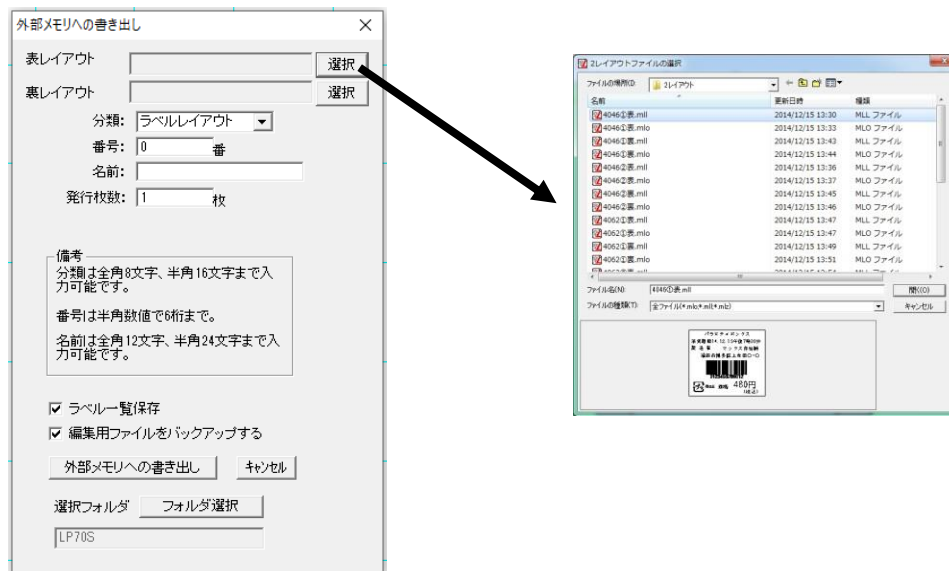 外部メモリへの書き出し
表レイアウト
選択
裏レイアウト
選択
分類: ラベルレイアウト
番号: 0 番
名前:
発行枚数: 1 枚
備考
分類は全角8文字、半角16文字まで入
力可能です。
番号は半角数値で6桁まで。
名前は全角12文字、半角24文字まで入
力可能です。
ラベル一覧保存
編集用ファイルをバックアップする
外部メモリへの書き出し キャンセル
選択フォルダ フォルダ選択
LP70S
2レイアウトファイルの選択
ファイルの場所(I): 2レイアウト
名前 更新日時 種類
4046①表.mll 2014/12/15 13:30 MLL ファイル
4046①表.mlo 2014/12/15 13:33 MLO ファイル
4046①裏.mll 2014/12/15 13:43 MLL ファイル
4046①裏.mlo 2014/12/15 13:44 MLO ファイル
4046②表.mll 2014/12/15 13:36 MLL ファイル
4046②表.mlo 2014/12/15 13:37 MLO ファイル
4046②裏.mll 2014/12/15 13:45 MLL ファイル
4046②裏.mlo 2014/12/15 13:46 MLO ファイル
4062①表.mll 2014/12/15 13:47 MLL ファイル
4062①表.mlo 2014/12/15 13:47 MLO ファイル
4062①裏.mll 2014/12/15 13:49 MLL ファイル
4062①裏.mlo 2014/12/15 13:51 MLO ファイル
ファイル名(N): 4046①表.mll 開く(O)
ファイルの種類(T): 全ファイル(*.mlo;*.mll;*.mlz) キャンセル
価格 460円